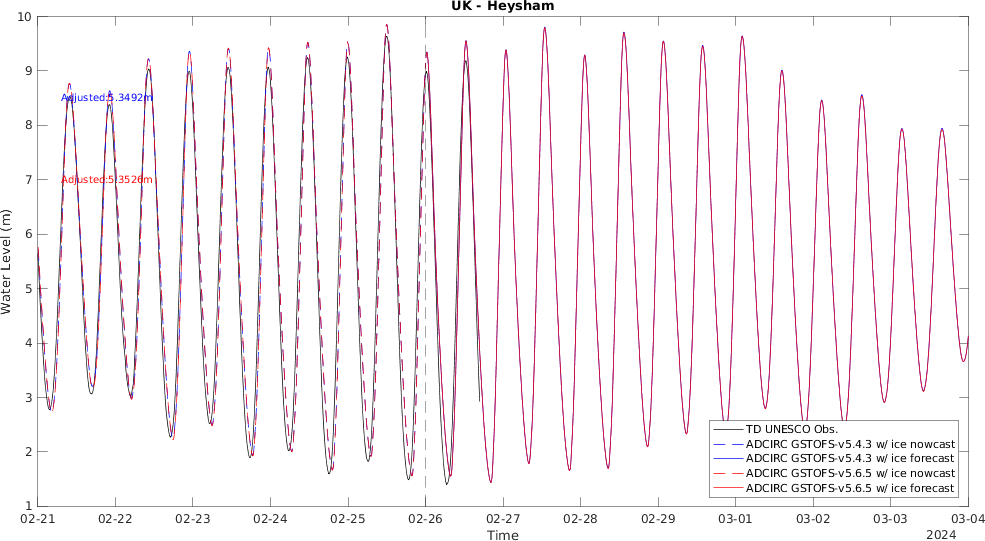 UK - Heysham
10
9
8
7
6
5
4
3
2
1
Water Level (m)
Adjusted:5.3492m
Adjusted:5.3526m
TD UNESCO Obs.
ADCIRC GSTOFS-v5.4.3 w/ ice nowcast
ADCIRC GSTOFS-v5.4.3 w/ ice forecast
ADCIRC GSTOFS-v5.6.5 w/ ice nowcast
ADCIRC GSTOFS-v5.6.5 w/ ice forecast
02-21 02-22 02-23 02-24 02-25 02-26 02-27 02-28 02-29 03-01 03-02 03-03 03-04
Time
2024